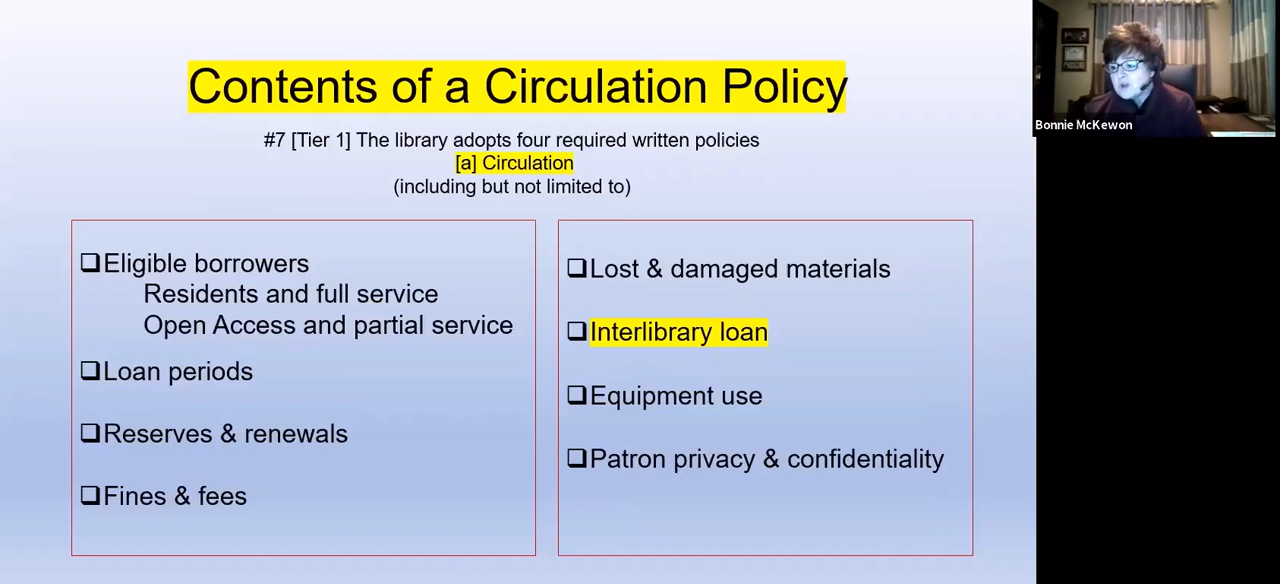 Contents of a Circulation Policy
#7 [Tier 1] The library adopts four required written policies
[a] Circulation
(including but not limited to)
❑Eligible borrowers
Residents and full service
Open Access and partial service
❑Loan periods
❑Reserves & renewals
❑Fines & fees
❑Lost & damaged materials
❑Interlibrary loan
❑Equipment use
❑Patron privacy & confidentiality
Bonnie McKewon